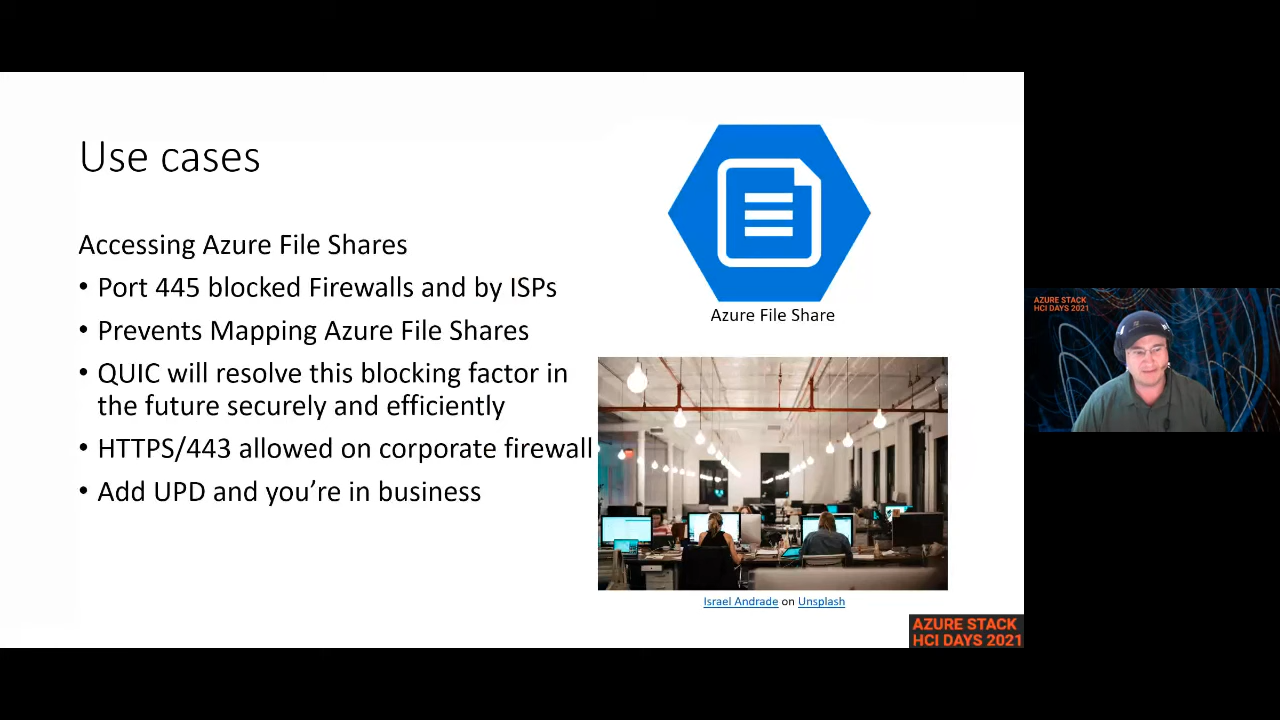 Use cases
Accessing Azure File Shares
• Port 445 blocked Firewalls and by ISPs
• Prevents Mapping Azure File Shares
• QUIC will resolve this blocking factor in
the future securely and efficiently
• HTTPS/443 allowed on corporate firewall
• Add UPD and you’re in business
Azure File Share
Israel Andrade on Unsplash
AZURE STACK
HCI DAYS 2021
AZURE STACK
HCI DAYS 2021